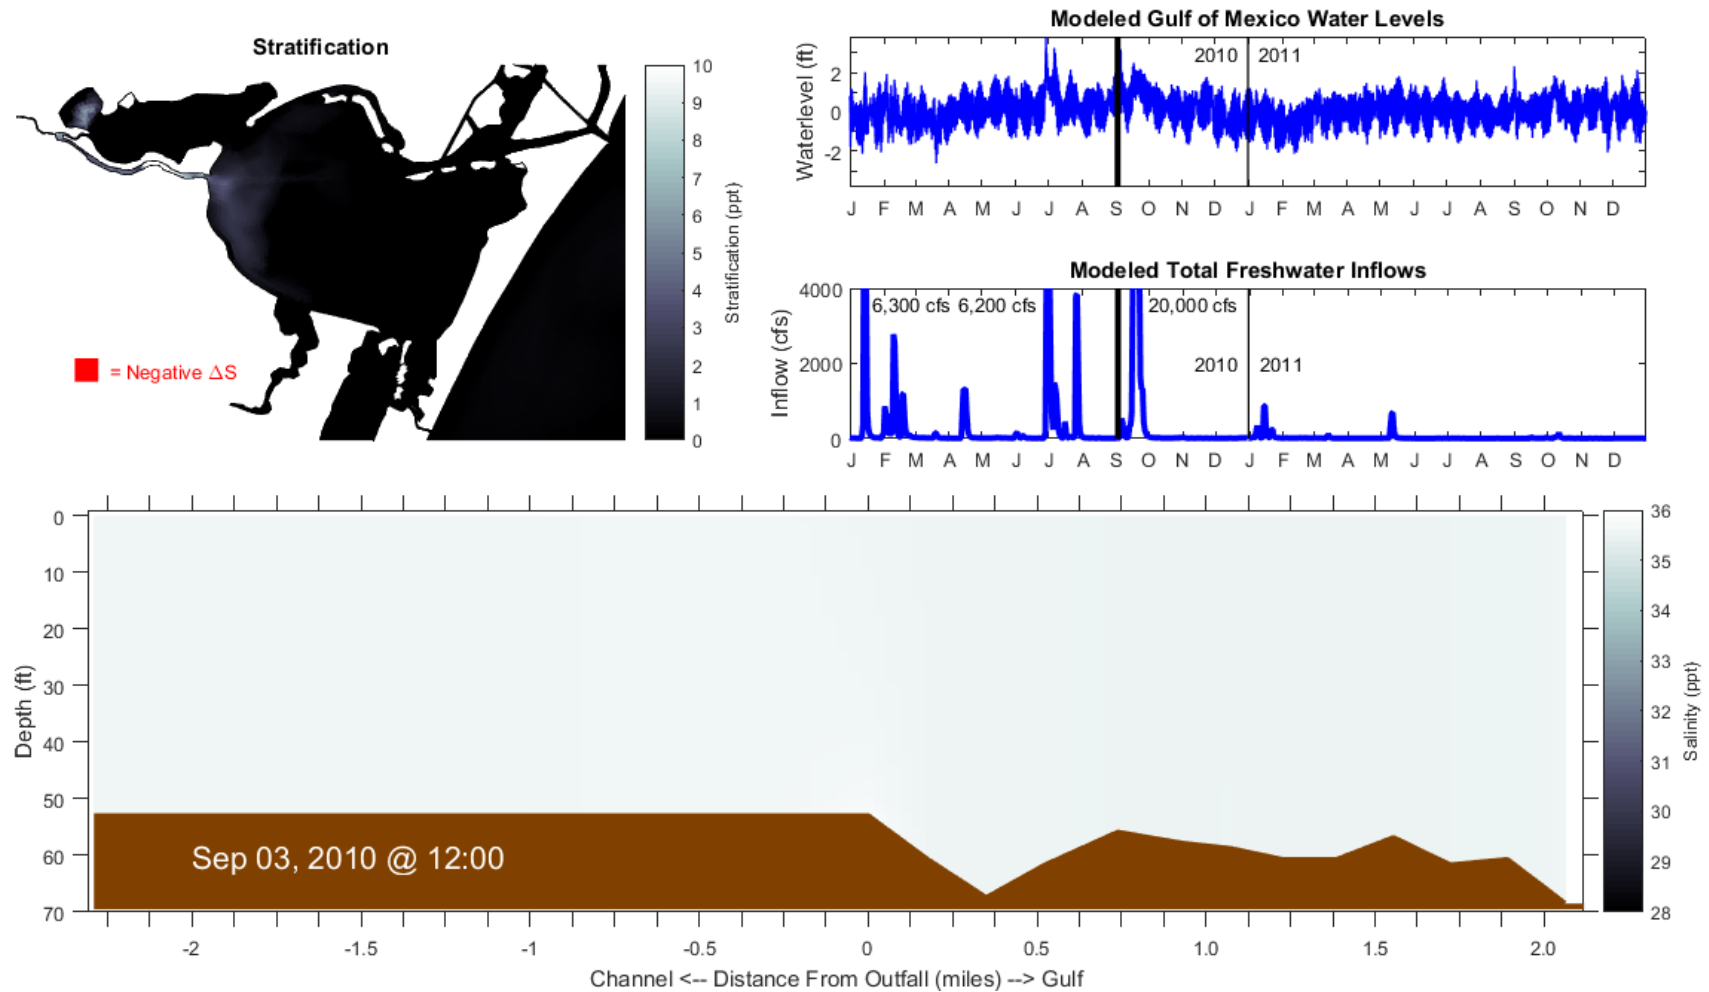 Stratification
10
9
8
7
6
5
4
3
2
1
0
Stratification (ppt)
= Negative ΔS
Modeled Gulf of Mexico Water Levels
Waterlevel (ft)
2
0
-2
2010
2011
J F M A M J J A S O N D J F M A M J J A S O N D
Modeled Total Freshwater Inflows
Inflow (cfs)
4000
2000
0
6,300 cfs
6,200 cfs
20,000 cfs
2010
2011
J F M A M J J A S O N D J F M A M J J A S O N D
Depth (ft)
0
10
20
30
40
50
60
70
Sep 03, 2010 @ 12:00
-2 -1.5 -1 -0.5 0 0.5 1.0 1.5 2.0
Channel <-- Distance From Outfall (miles) --> Gulf
36
35
34
33
32
31
30
29
28
Salinity (ppt)